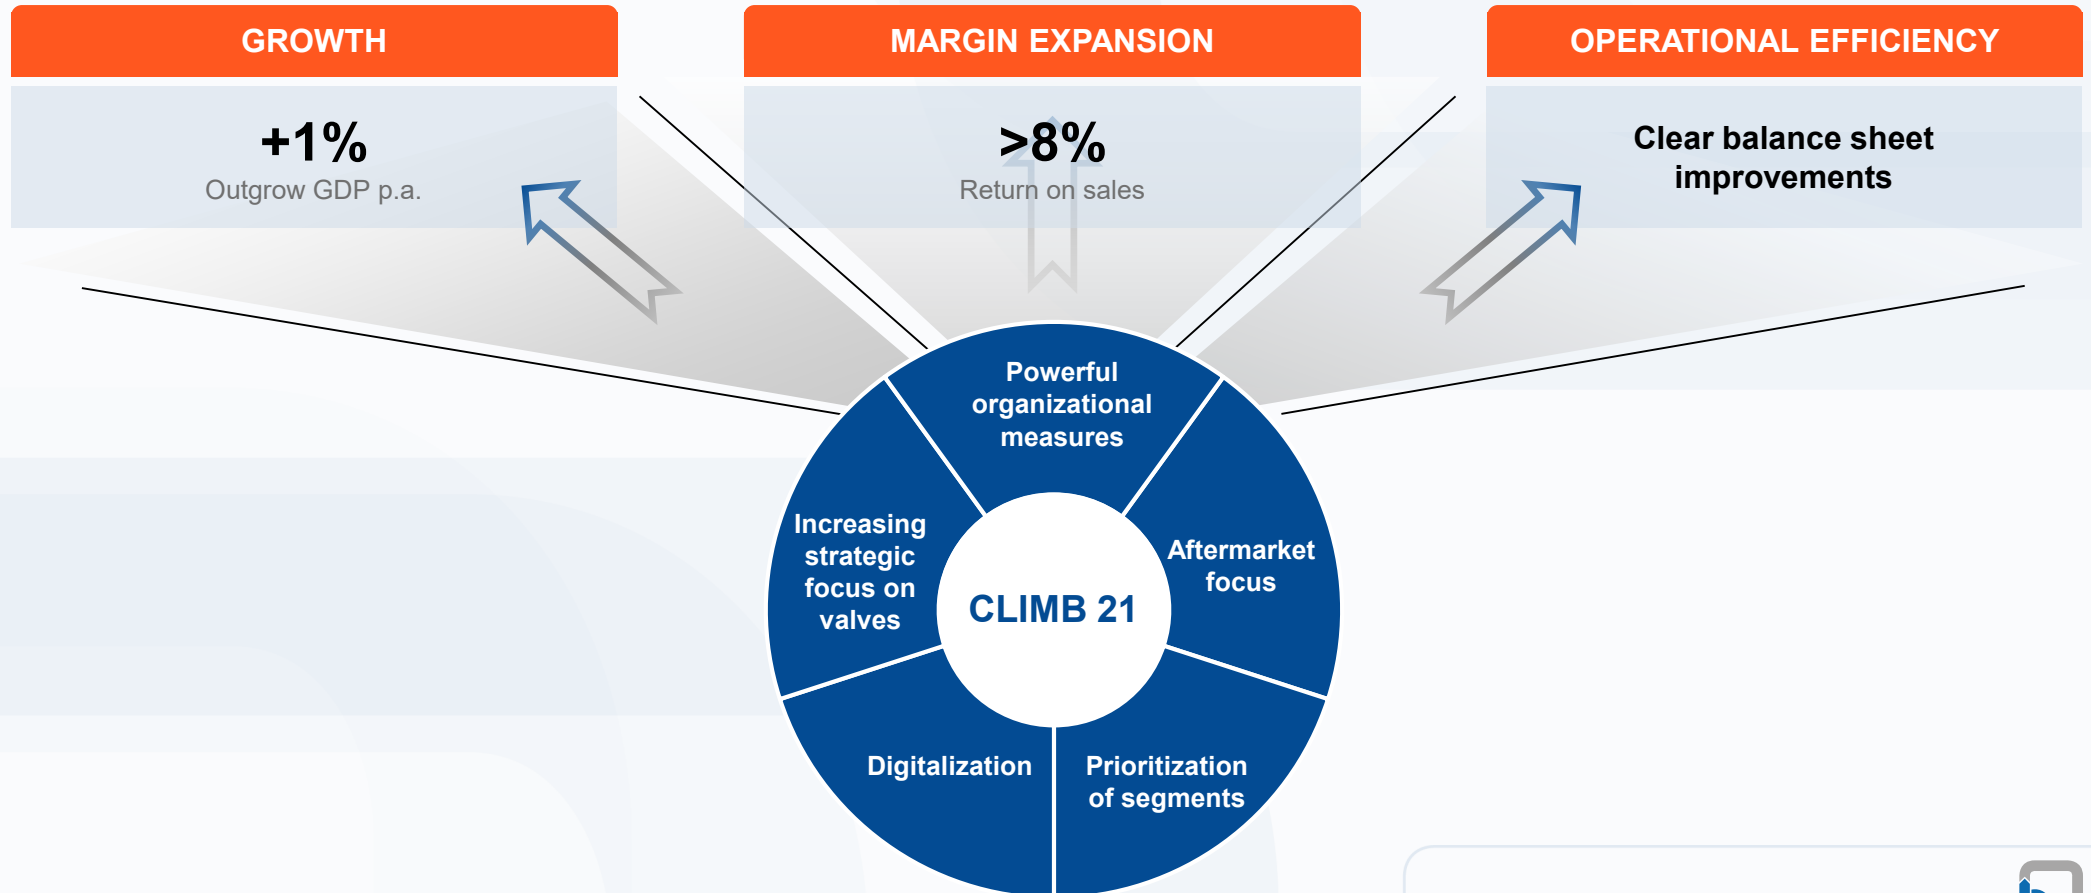 GROWTH
+1%
Outgrow GDP p.a.
MARGIN EXPANSION
>8%
Return on sales
OPERATIONAL EFFICIENCY
Clear balance sheet
improvements
Powerful
organizational
measures
Aftermarket
focus
Prioritization
of segments
Digitalization
Increasing
strategic
focus on
valves
CLIMB 21